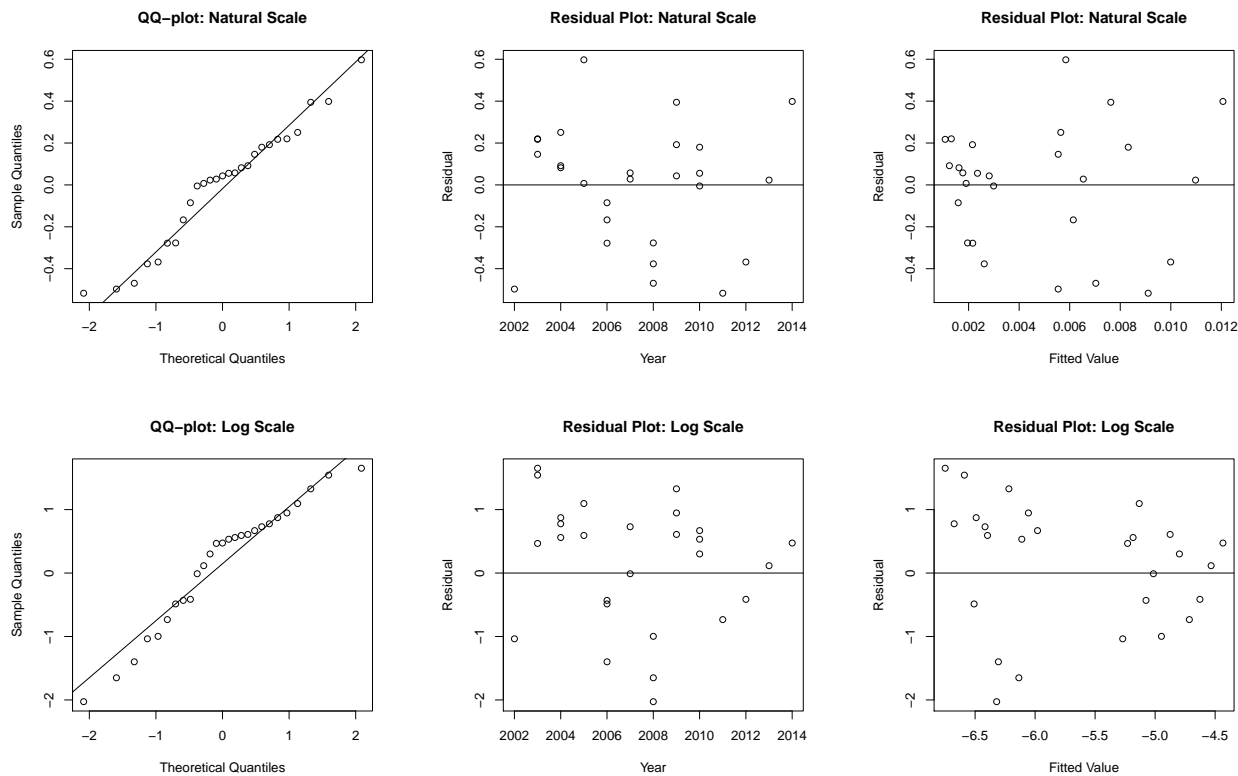 QQ−plot: Natural Scale
Sample Quantiles
0.6
0.4
0.2
0.0
−0.2
−0.4
−2 −1 0 1 2
Theoretical Quantiles
Residual Plot: Natural Scale
Residual
0.6
0.4
0.2
0.0
−0.2
−0.4
2002 2004 2006 2008 2010 2012 2014
Year
Residual Plot: Natural Scale
Residual
0.6
0.4
0.2
0.0
−0.2
−0.4
0.002 0.004 0.006 0.008 0.010 0.012
Fitted Value
QQ−plot: Log Scale
Sample Quantiles
1
0
−1
−2
−2 −1 0 1 2
Theoretical Quantiles
Residual Plot: Log Scale
Residual
1
0
−1
−2
2002 2004 2006 2008 2010 2012 2014
Year
Residual Plot: Log Scale
Residual
1
0
−1
−2
−6.5 −6.0 −5.5 −5.0 −4.5
Fitted Value